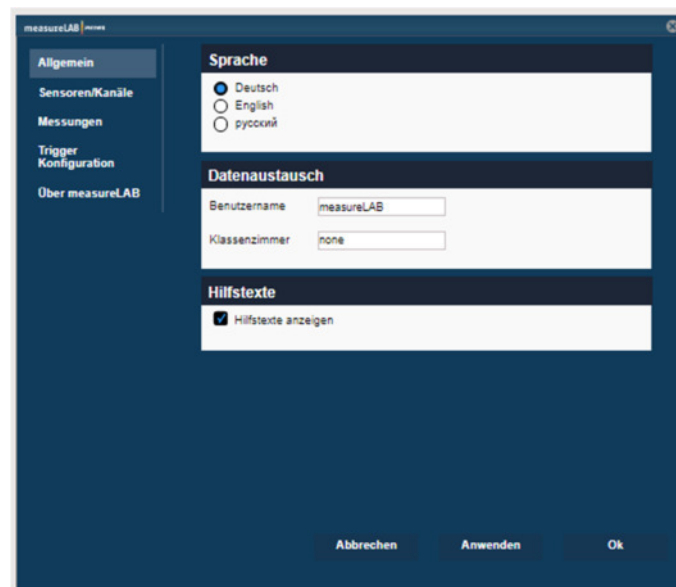 measureLAB
Allgemein
Sensoren/Kanäle
Messungen
Trigger
Konfiguration
Über measureLAB
Sprache
Deutsch
English
русский
Datenaustausch
Benutzername measureLAB
Klassenzimmer none
Hilfstexte
Hilfstexte anzeigen
Abbrechen Anwenden Ok